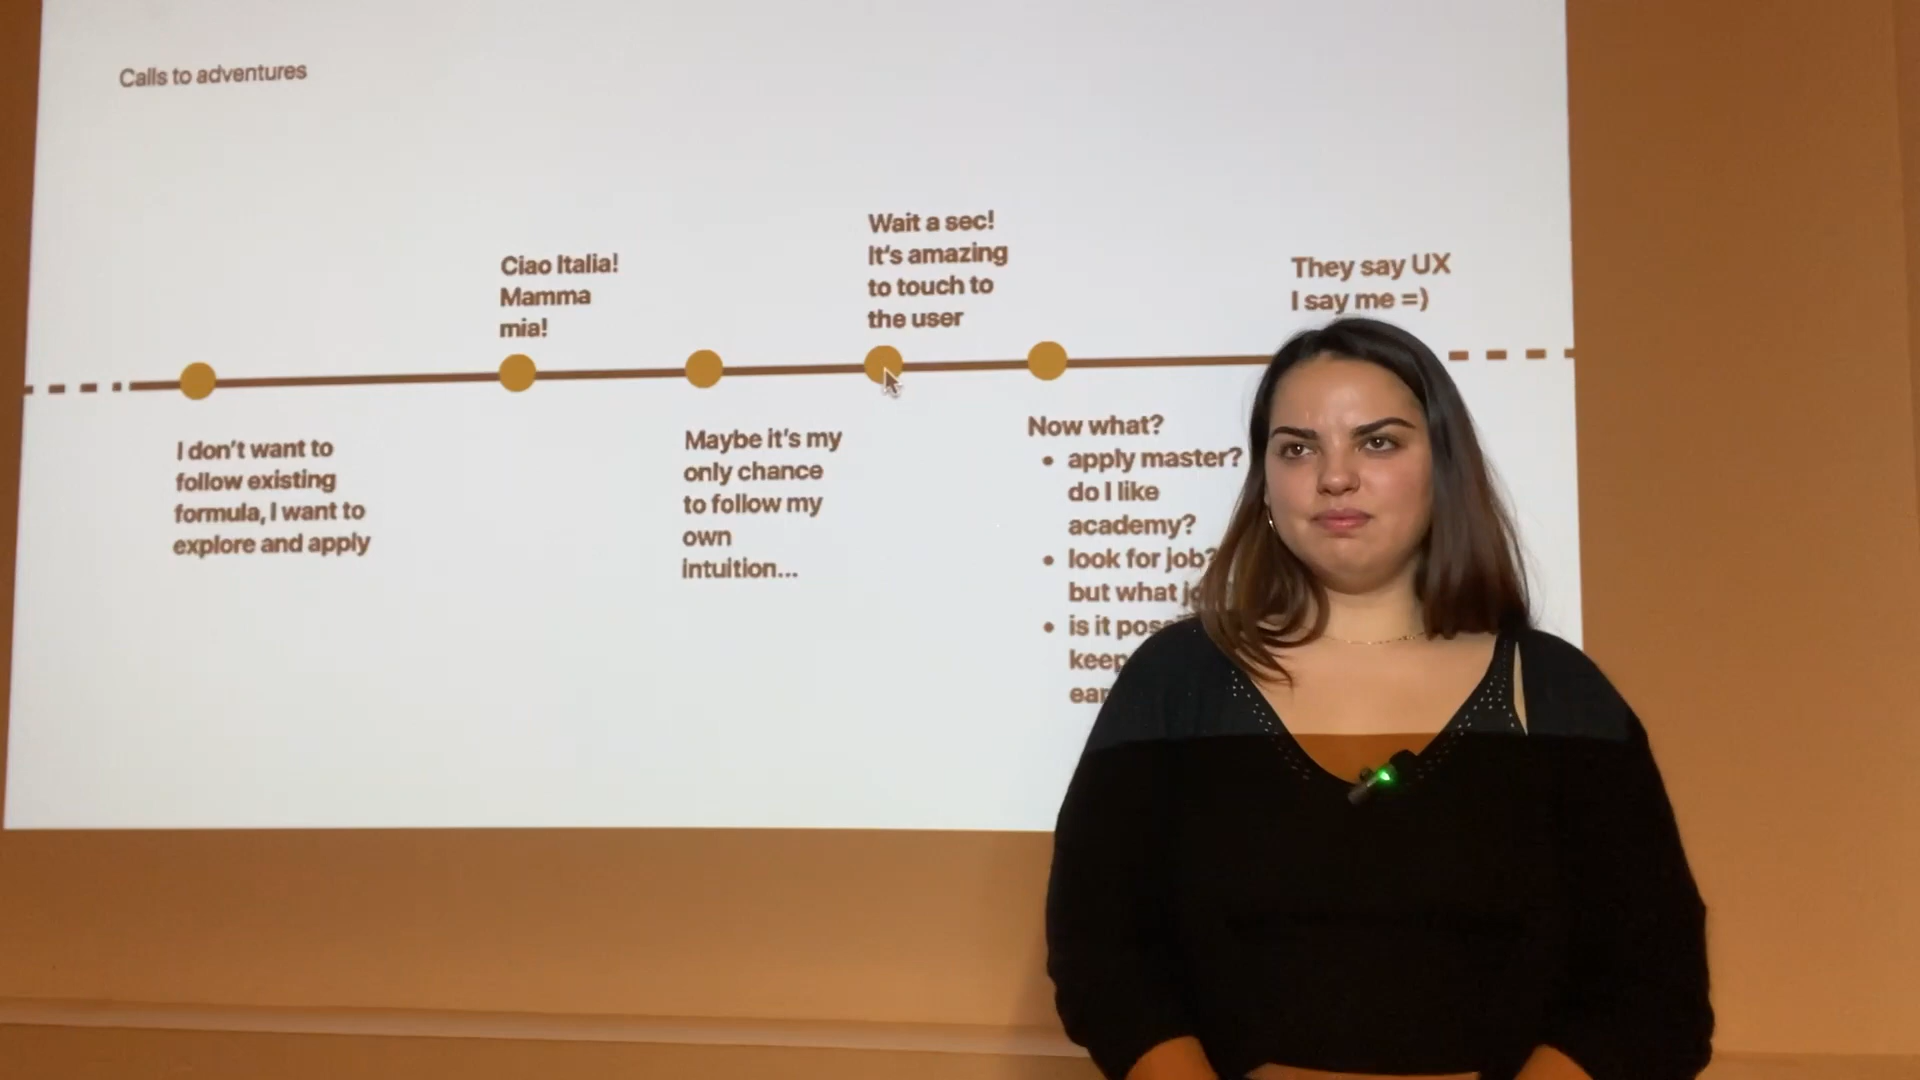 Calls to adventures
I don't want to
follow existing
formula, I want to
explore and apply
Ciao Italia!
Mamma
mia!
Maybe it's my
only chance
to follow my
own
intuition...
Wait a sec!
It's amazing
to touch to
the user
Now what?
• apply master?
do I like
academy?
• look for job?
but what
• is it
They say UX
I say me =)